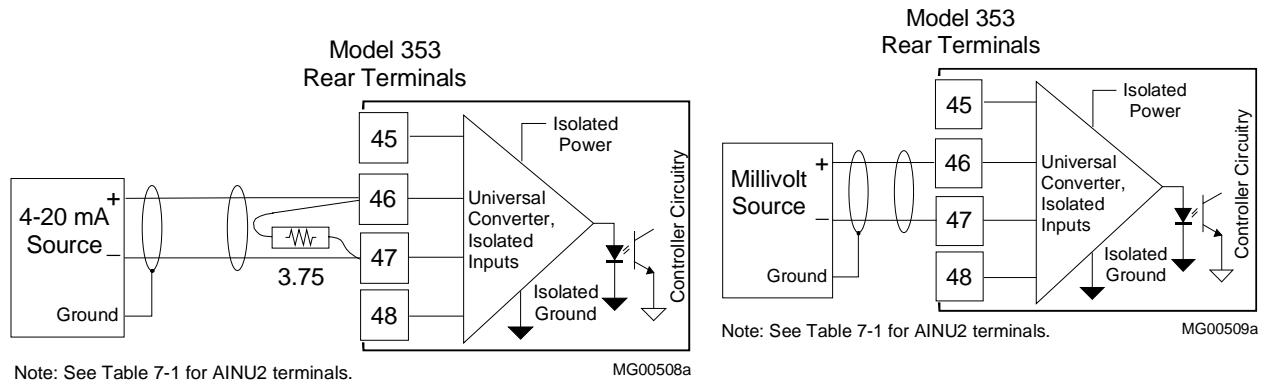 Model 353
Rear Terminals
45
46
47
48
Isolated
Power
Universal
Converter,
Isolated
Inputs
Isolated
Ground
Controller Circuitry
4-20 mA
Source
+
–
Ground
3.75
Note: See Table 7-1 for AINU2 terminals.
MG00508a
Model 353
Rear Terminals
45
46
47
48
Isolated
Power
Universal
Converter,
Isolated
Inputs
Isolated
Ground
Controller Circuitry
Millivolt
Source
+
–
Ground
Note: See Table 7-1 for AINU2 terminals.
MG00509a